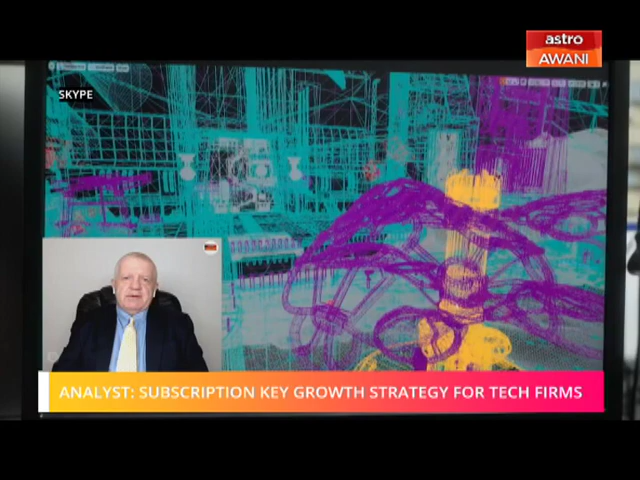 astro
AWANI
SKYPE
ANALYST: SUBSCRIPTION KEY GROWTH STRATEGY FOR TECH FIRMS